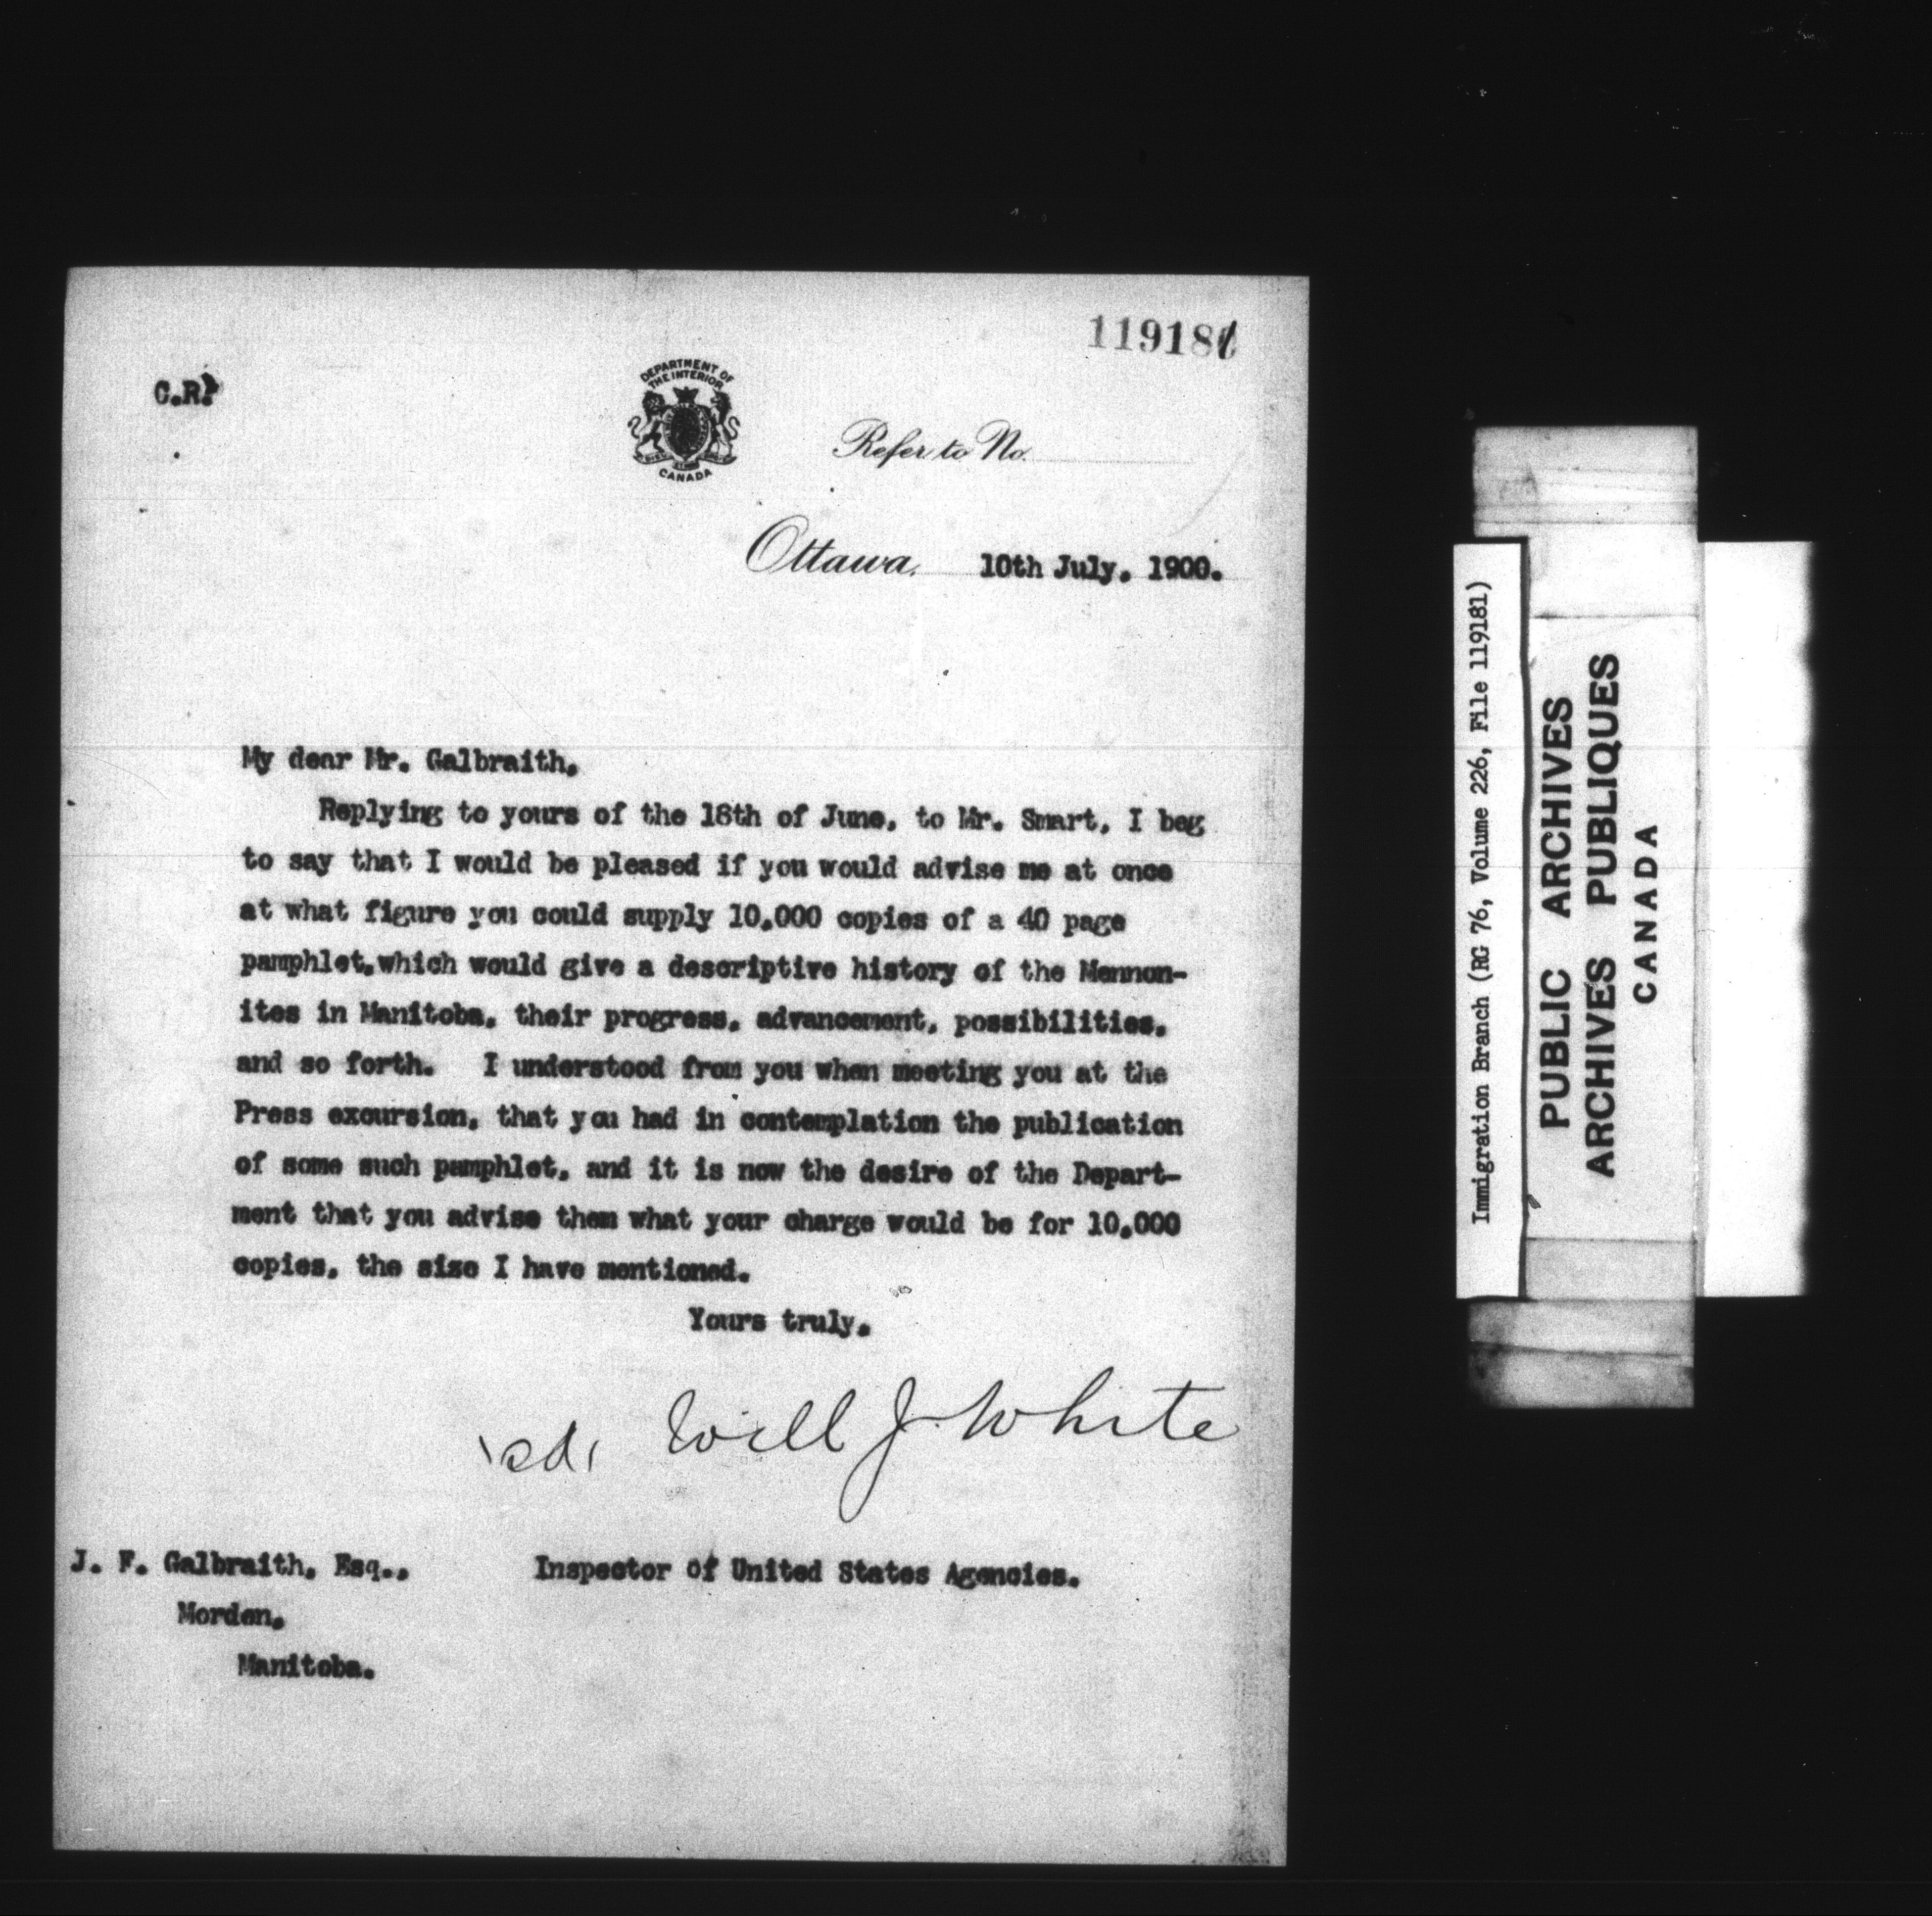 119181
C.R.
DEPARTMENT OF
THE INTERIOR
CANADA
Refer to No.
Ottawa, 10th July, 1900.
My dear Mr. Galbraith,
Replying to yours of the 18th of June, to Mr. Smart, I beg
to say that I would be pleased if you would advise me at once
at what figure you could supply 10,000 copies of a 40 page
pamphlet, which would give a descriptive history of the Mennon-
ites in Manitoba, their progress, advancement, possibilities,
and so forth. I understood from you when meeting you at the
Press excursion, that you had in contemplation the publication
of some such pamphlet, and it is now the desire of the Depart-
ment that you advise them what your charge would be for 10,000
copies, the size I have mentioned.
Yours truly,
'sd' Will J. White
J. F. Galbraith, Esq., Inspector of United States Agencies.
Morden,
Manitoba.
Immigration Branch (RG 76, Volume 226, File 119181)
PUBLIC ARCHIVES
ARCHIVES PUBLIQUES
CANADA